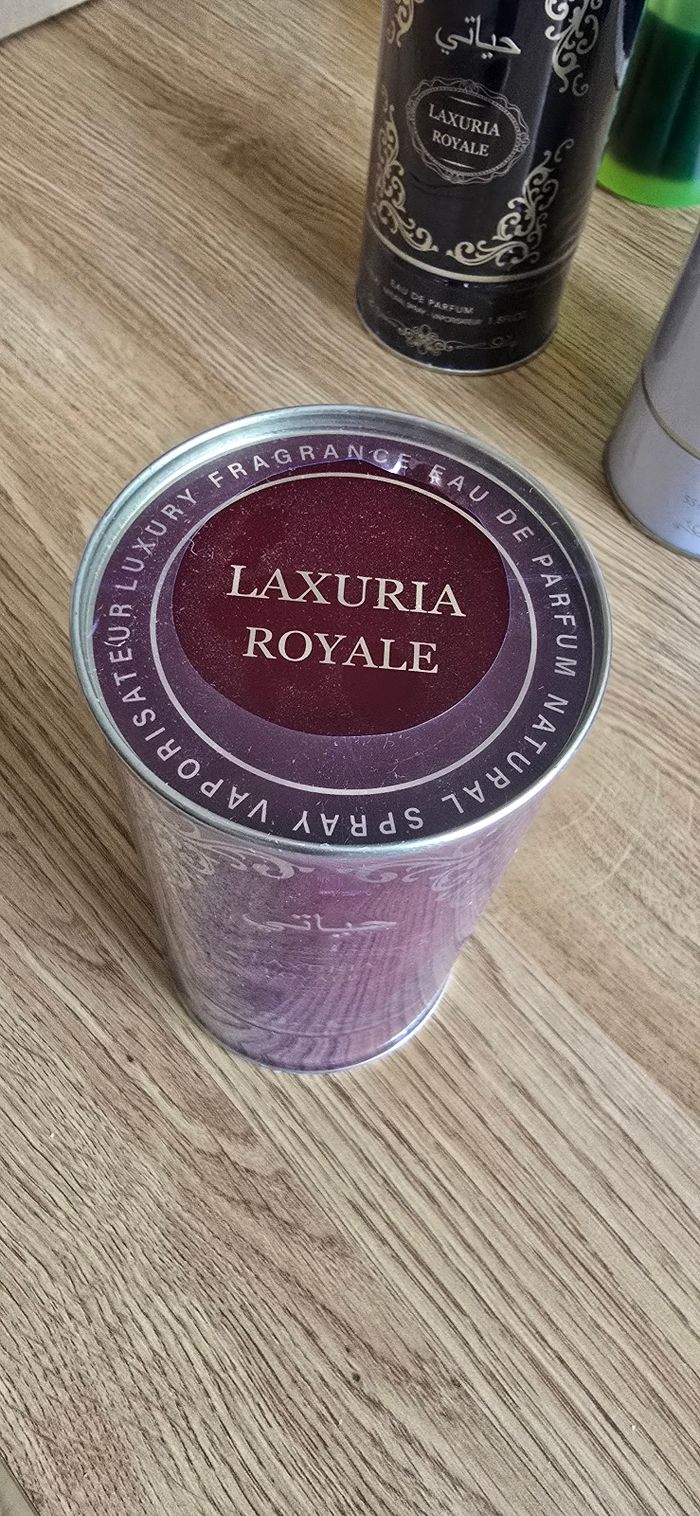 حياتي
LAXURIA
ROYALE
EAU DE PARFUM
LUXURY FRAGRANCE EAU DE PARFUM NATURAL SPRAY VAPORISATEUR
LAXURIA
ROYALE
حياتي